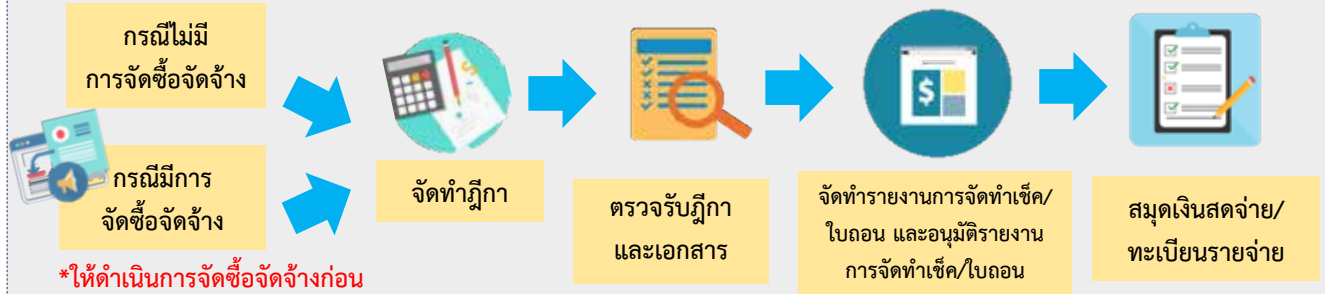 กรณีไม่มี
การจัดซื้อจัดจ้าง
กรณีมีการ
จัดซื้อจัดจ้าง
*ให้ดำเนินการจัดซื้อจัดจ้างก่อน
จัดทำฎีกา
ตรวจรับฎีกา
และเอกสาร
จัดทำรายงานการจัดทำเช็ค/
ใบถอน และอนุมัติรายงาน
การจัดทำเช็ค/ใบถอน
สมุดเงินสดจ่าย/
ทะเบียนรายจ่าย